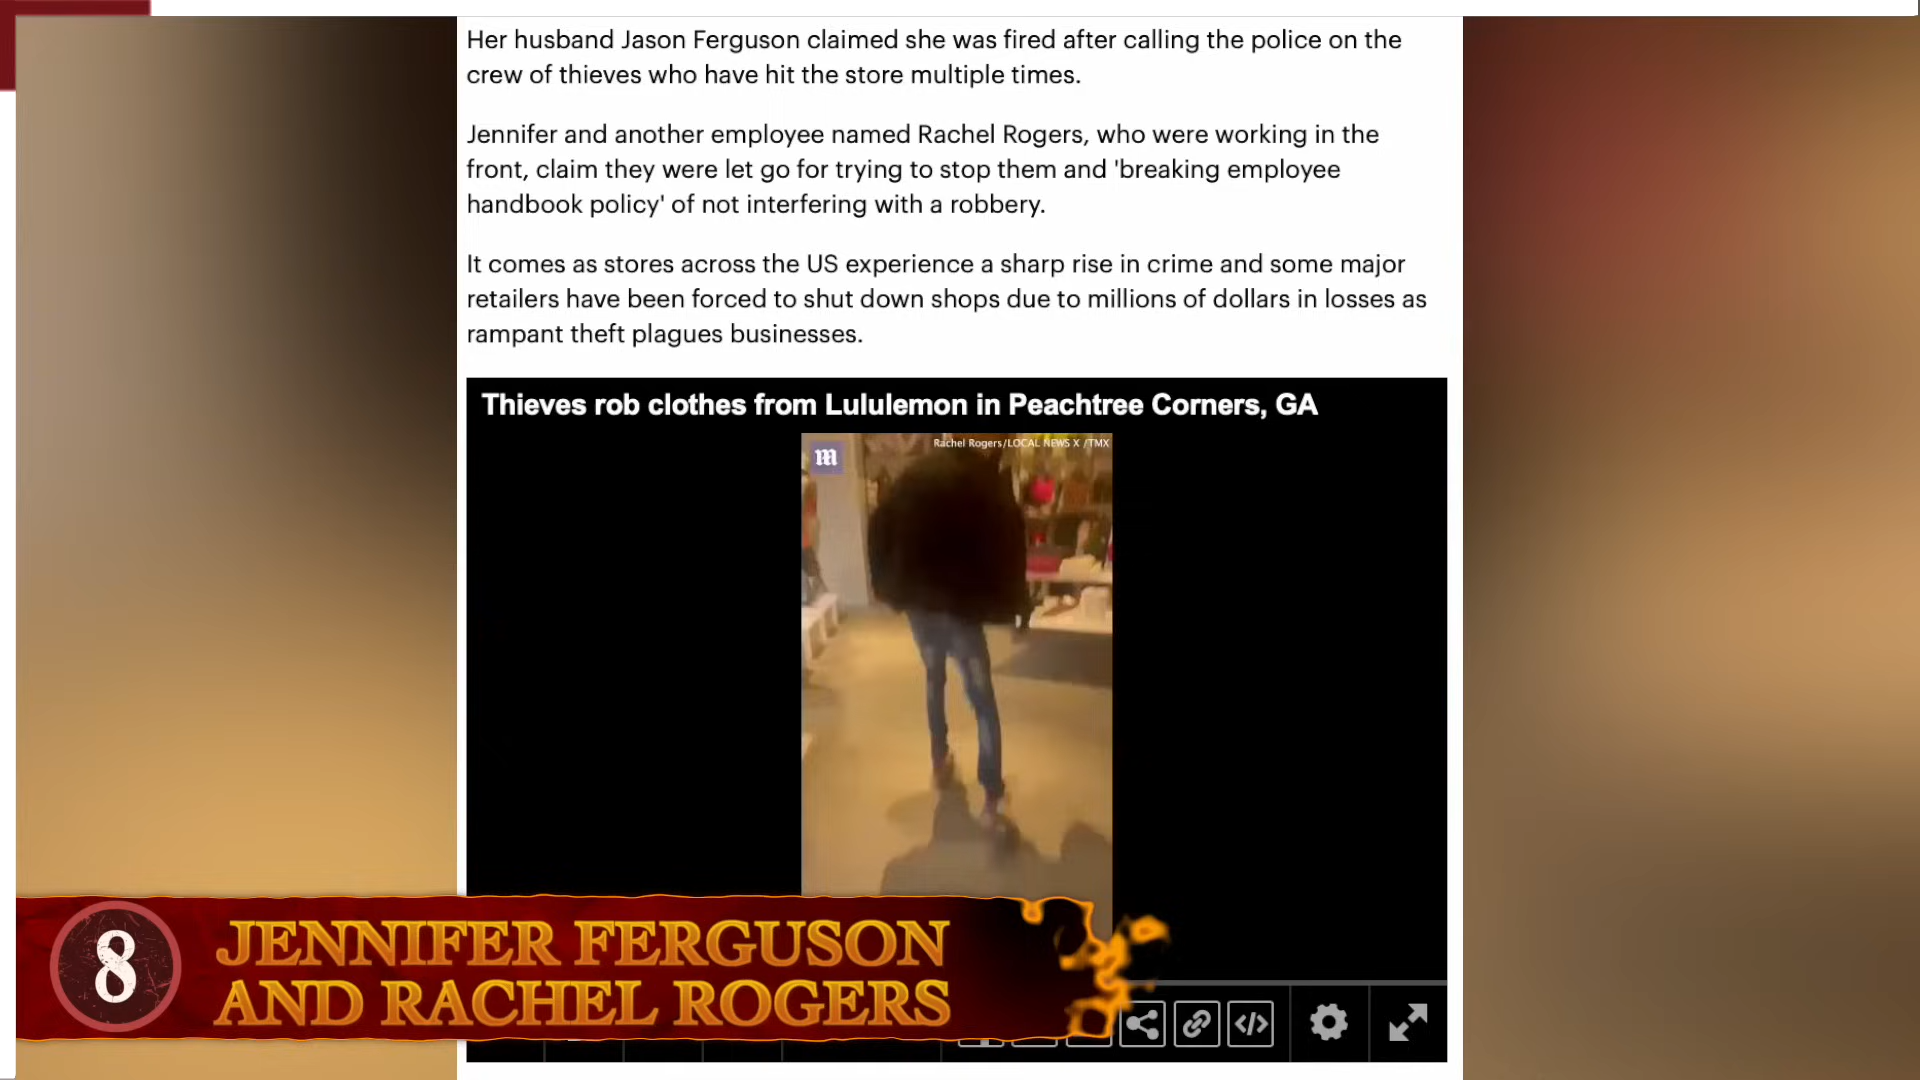 Her husband Jason Ferguson claimed she was fired after calling the police on the
crew of thieves who have hit the store multiple times.
Jennifer and another employee named Rachel Rogers, who were working in the
front, claim they were let go for trying to stop them and 'breaking employee
handbook policy' of not interfering with a robbery.
It comes as stores across the US experience a sharp rise in crime and some major
retailers have been forced to shut down shops due to millions of dollars in losses as
rampant theft plagues businesses.
Thieves rob clothes from Lululemon in Peachtree Corners, GA
Rachel Rogers/LOCAL NEWS X /TMX
m
8
JENNIFER FERGUSON
AND RACHEL ROGERS